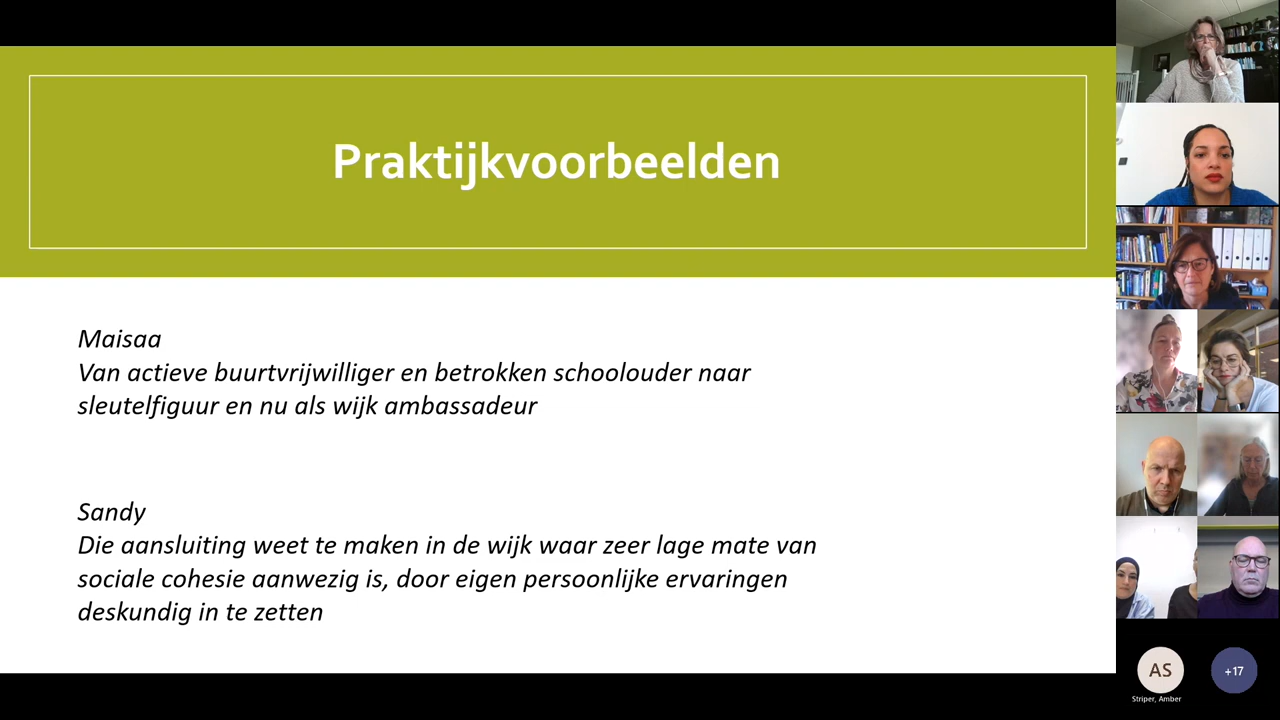 Praktijkvoorbeelden
Maisaa
Van actieve buurtvrijwilliger en betrokken schoolouder naar
sleutelfiguur en nu als wijk ambassadeur
Sandy
Die aansluiting weet te maken in de wijk waar zeer lage mate van
sociale cohesie aanwezig is, door eigen persoonlijke ervaringen
deskundig in te zetten
AS
+17
Striper, Amber